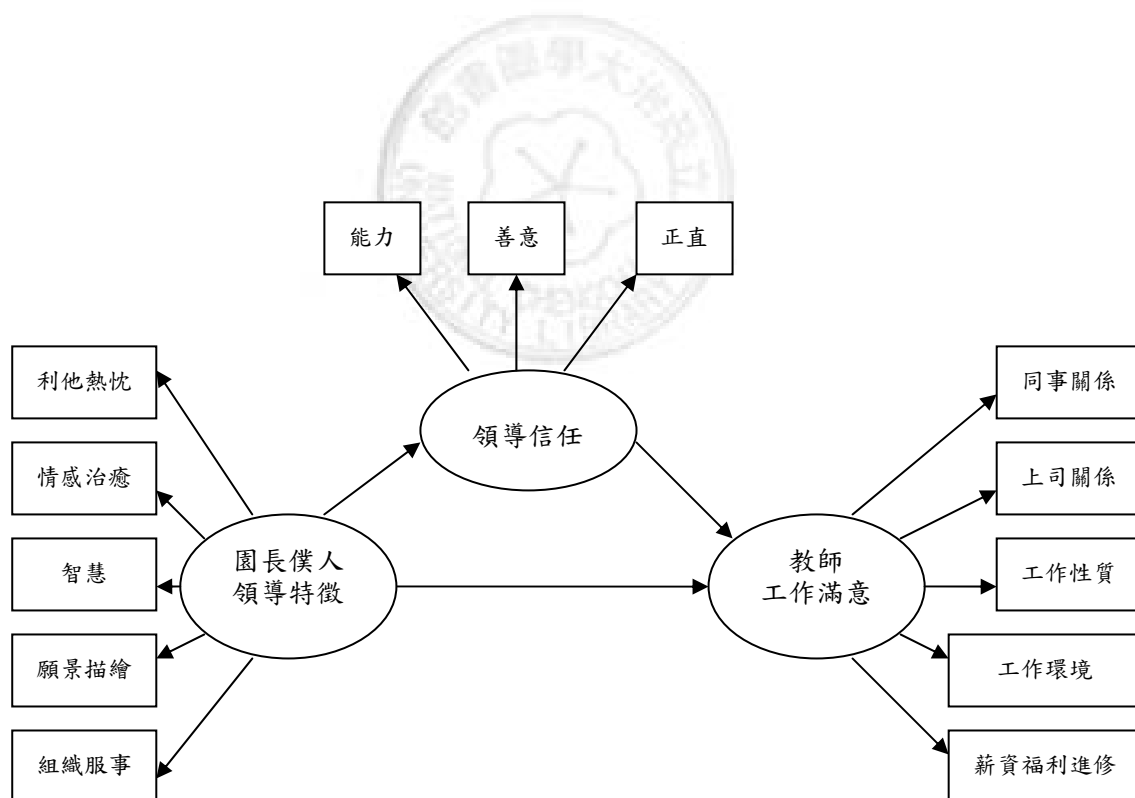 能力
善意
正直
利他熱忱
情感治癒
智慧
願景描繪
組織服事
領導信任
園長僕人
領導特徵
教師
工作滿意
同事關係
上司關係
工作性質
工作環境
薪資福利進修